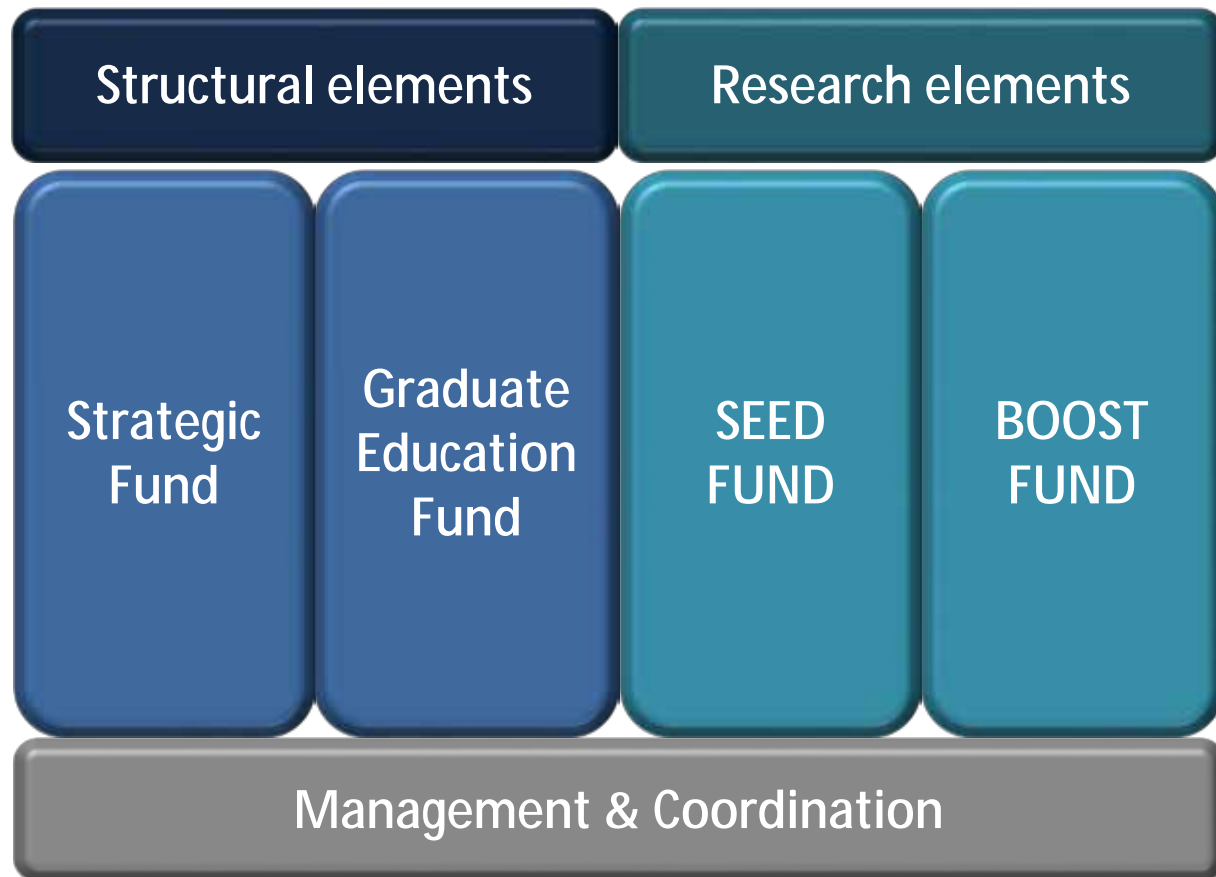 Structural elements
Research elements
Strategic
Fund
Graduate
Education
Fund
SEED
FUND
BOOST
FUND
Management & Coordination